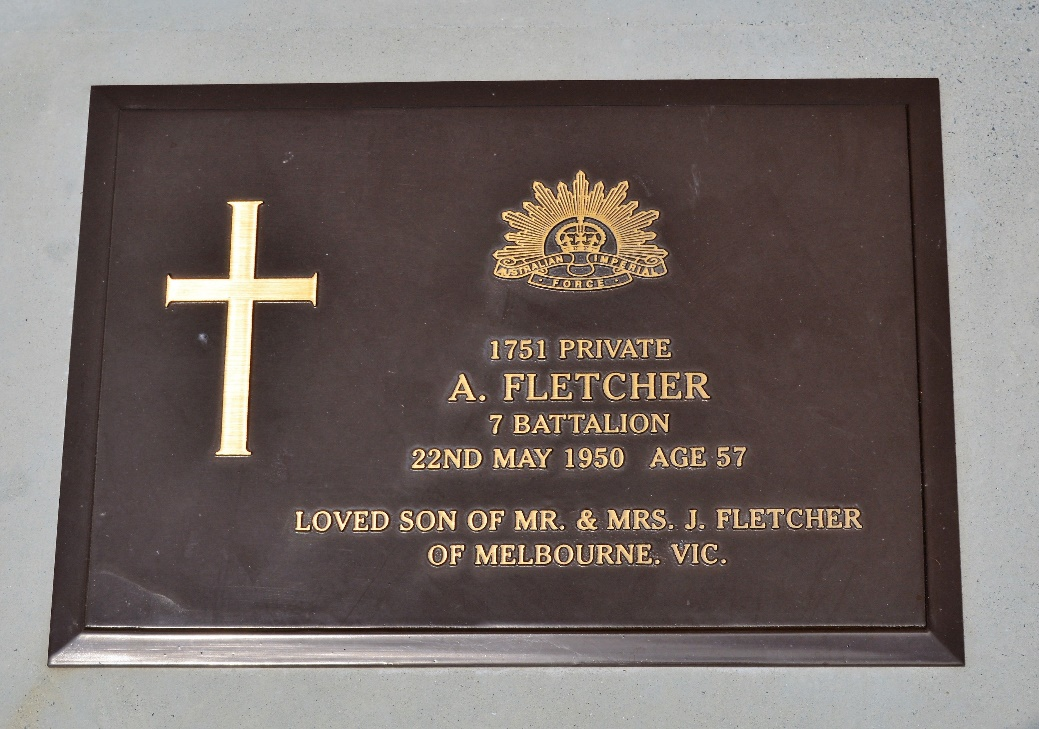 AUSTRALIAN IMPERIAL
FORCE
1751 PRIVATE
A. FLETCHER
7 BATTALION
22ND MAY 1950 AGE 57
LOVED SON OF MR. & MRS. J. FLETCHER
OF MELBOURNE. VIC.